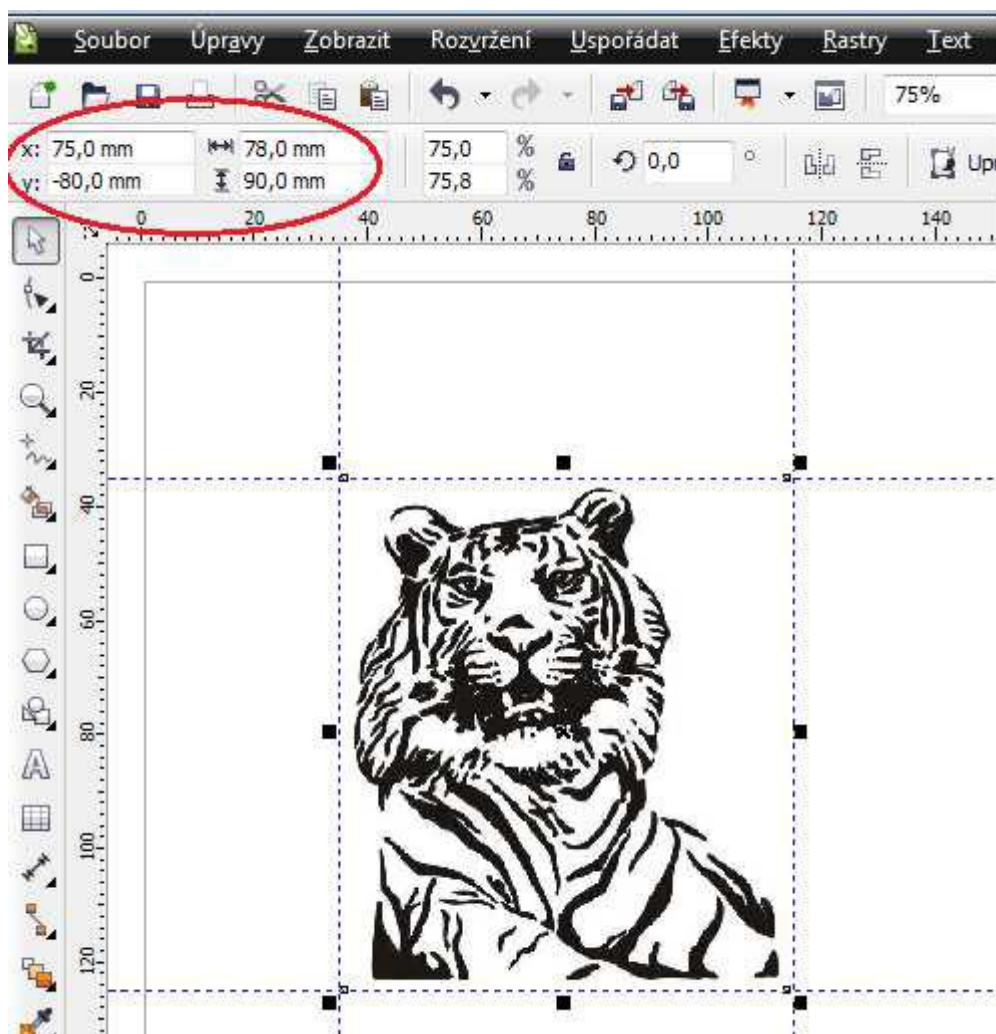 Soubor Úpravy Zobrazit Rozvržení Uspořádat Efekty Rastry Text
75%
x: 75,0 mm 78,0 mm 75,0 % 0,0 °
y: -80,0 mm 90,0 mm 75,8 %
0 20 40 60 80 100 120 140
0
20
40
60
80
100
120